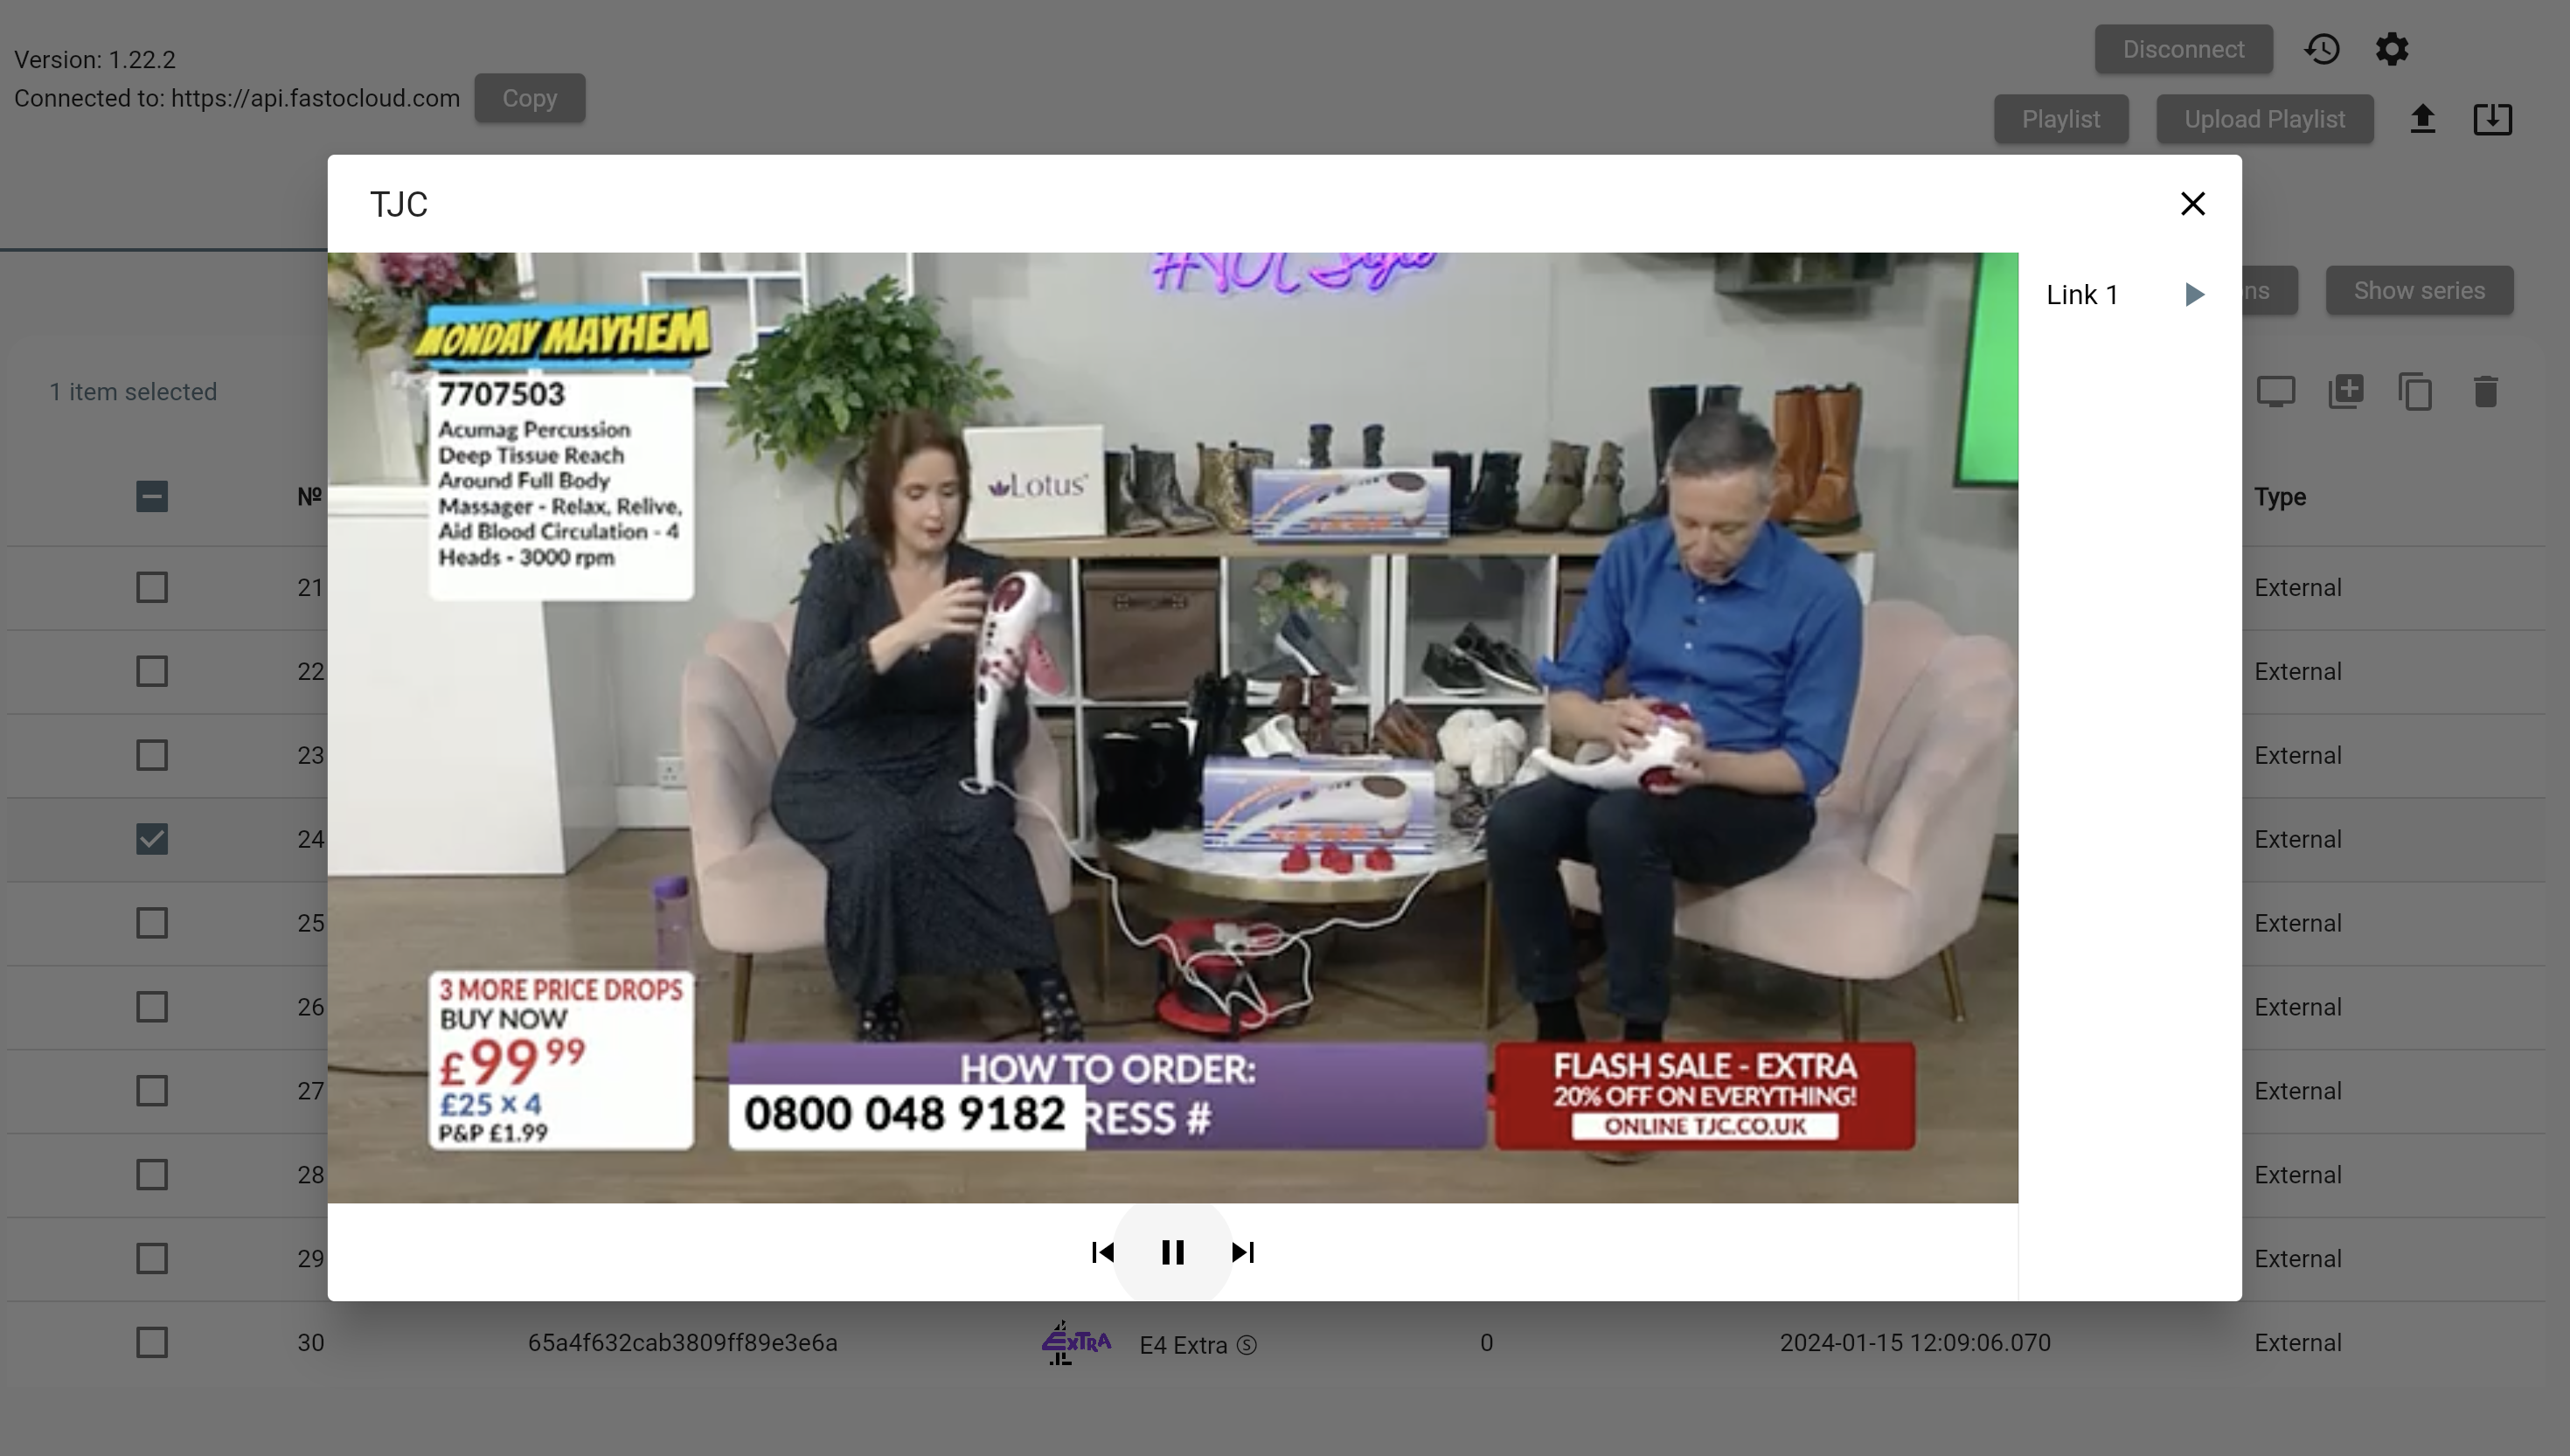 Version: 1.22.2
Connected to: https://api.fastocloud.com
Copy
Disconnect
Playlist
Upload Playlist
TJC
Link 1
ns
Show series
1 item selected
№
Type
MONDAY MAYHEM
7707503
Acumag Percussion
Deep Tissue Reach
Around Full Body
Massager - Relax, Relive,
Aid Blood Circulation - 4
Heads - 3000 rpm
Lotus
3 MORE PRICE DROPS
BUY NOW
£99 99
£25 x 4
P&P £1.99
HOW TO ORDER:
0800 048 9182
RESS #
FLASH SALE - EXTRA
20% OFF ON EVERYTHING!
ONLINE TJC.CO.UK
21 External
22 External
23 External
24 External
25 External
26 External
27 External
28 External
29 External
30 65a4f632cab3809ff89e3e6a EXTRA E4 Extra Ⓢ 0 2024-01-15 12:09:06.070 External